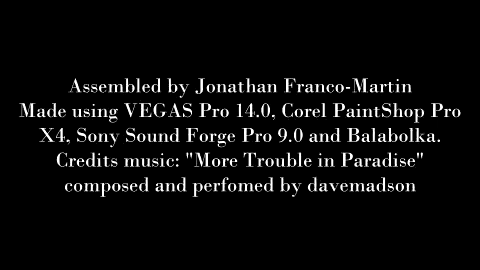 Assembled by Jonathan Franco-Martin
Made using VEGAS Pro 14.0, Corel PaintShop Pro
X4, Sony Sound Forge Pro 9.0 and Balabolka.
Credits music: "More Trouble in Paradise"
composed and perfomed by davemadson